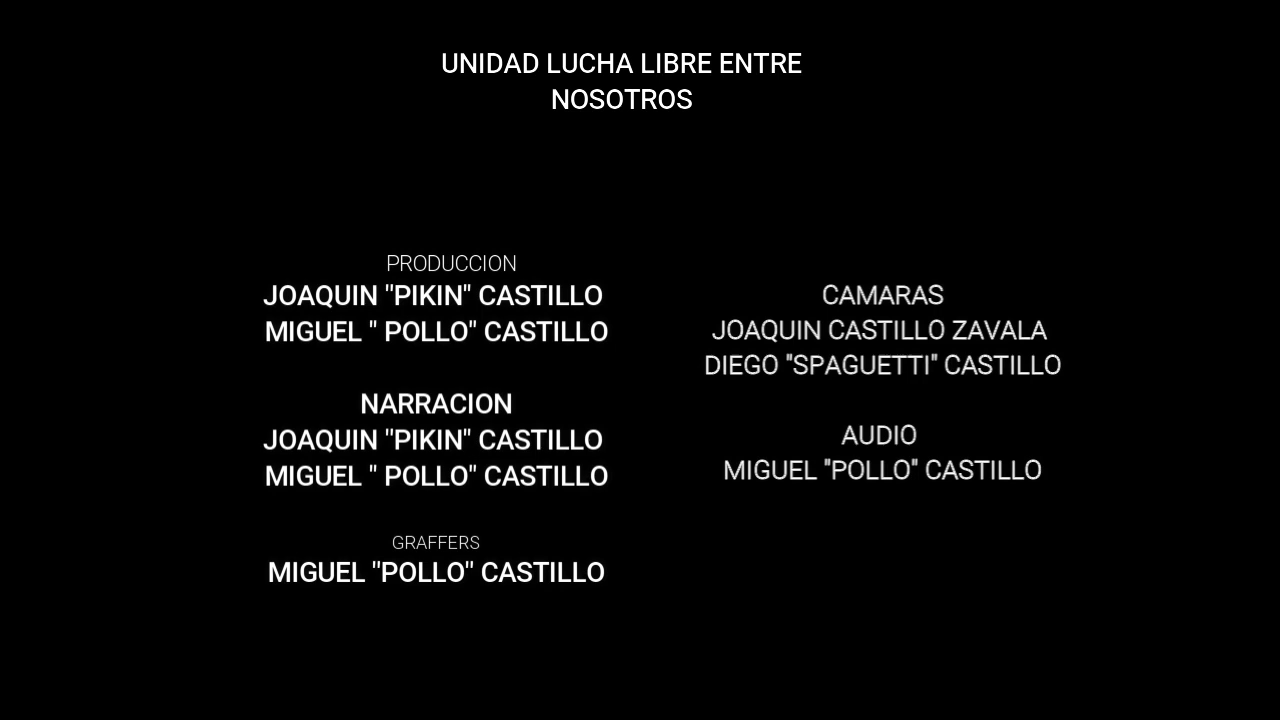 UNIDAD LUCHA LIBRE ENTRE
NOSOTROS
PRODUCCION
JOAQUIN "PIKIN" CASTILLO
MIGUEL " POLLO" CASTILLO
NARRACION
JOAQUIN "PIKIN" CASTILLO
MIGUEL " POLLO" CASTILLO
GRAFFERS
MIGUEL "POLLO" CASTILLO
CAMARAS
JOAQUIN CASTILLO ZAVALA
DIEGO "SPAGUETTI" CASTILLO
AUDIO
MIGUEL "POLLO" CASTILLO